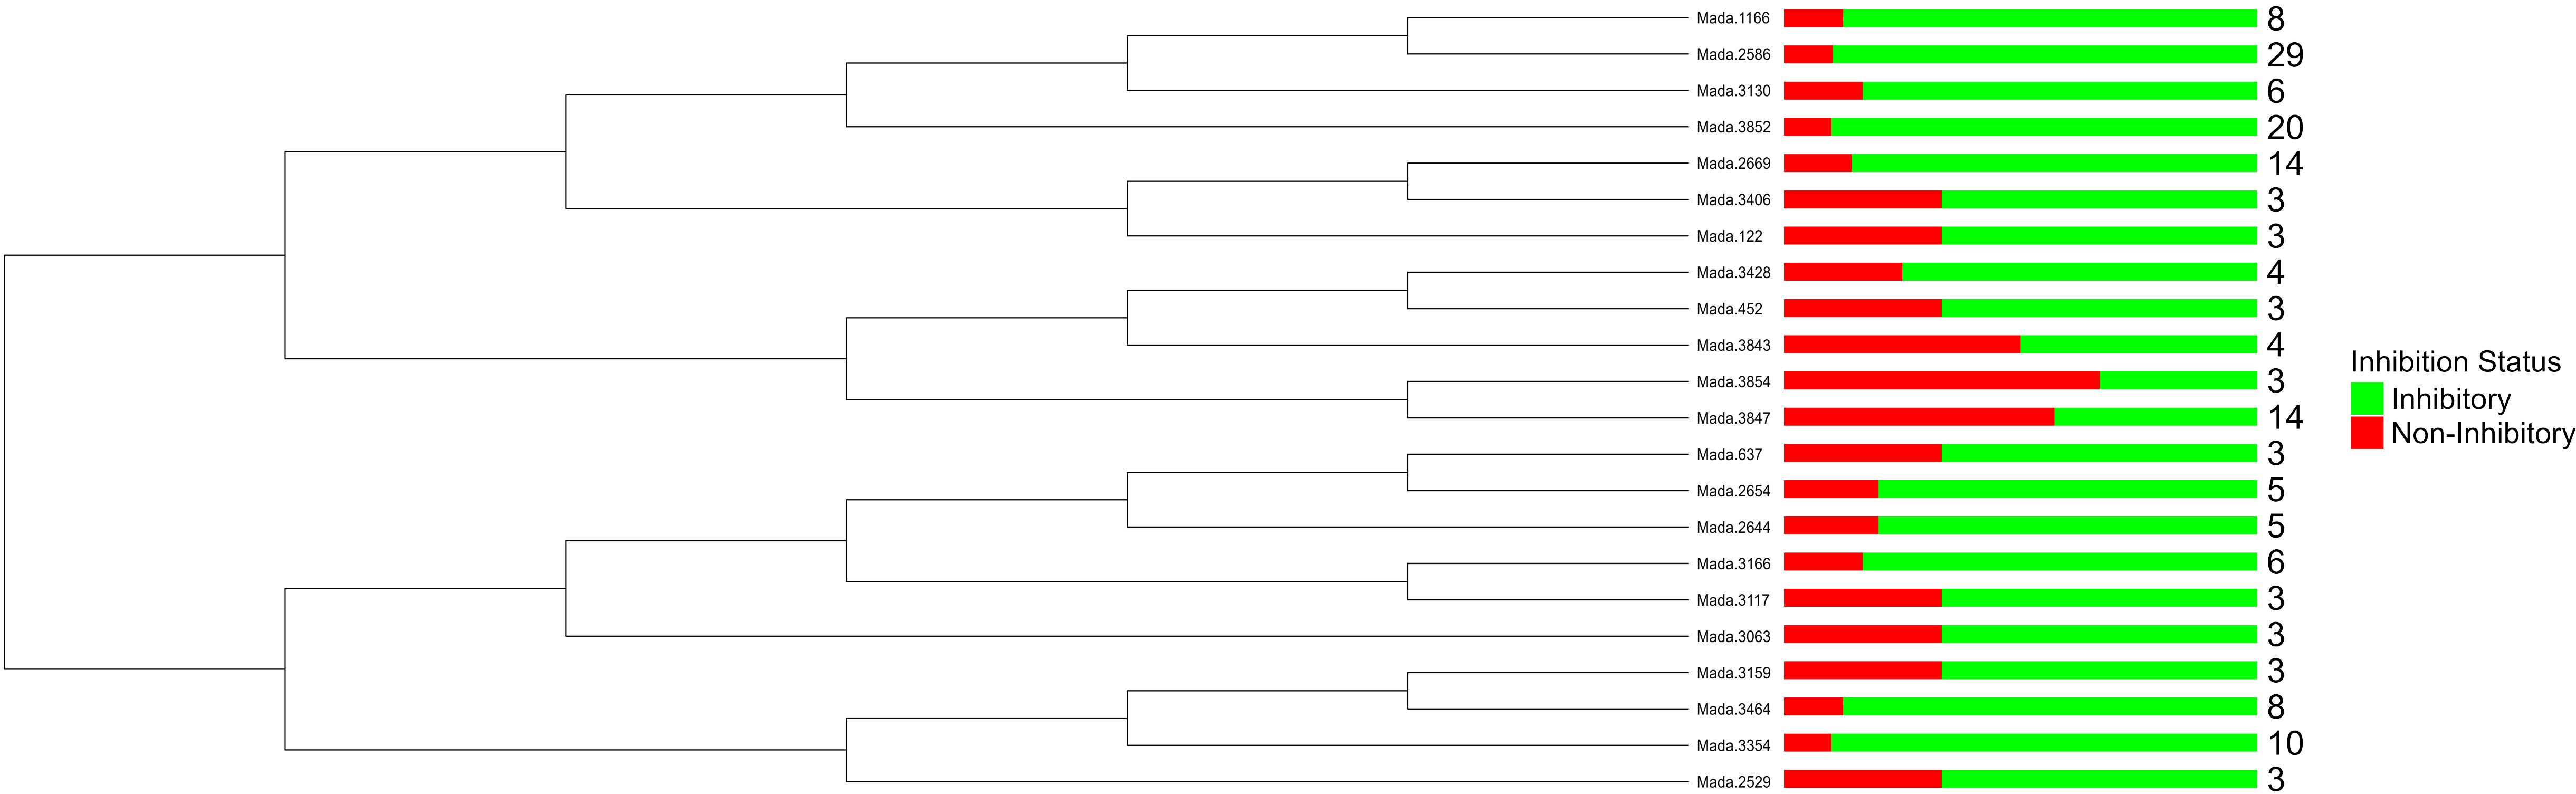 Mada.1166 8
Mada.2586 29
Mada.3130 6
Mada.3852 20
Mada.2669 14
Mada.3406 3
Mada.122 3
Mada.3428 4
Mada.452 3
Mada.3843 4
Mada.3854 3
Mada.3847 14
Mada.637 3
Mada.2654 5
Mada.2644 5
Mada.3166 6
Mada.3117 3
Mada.3063 3
Mada.3159 3
Mada.3464 8
Mada.3354 10
Mada.2529 3
Inhibition Status
Inhibitory
Non-Inhibitory